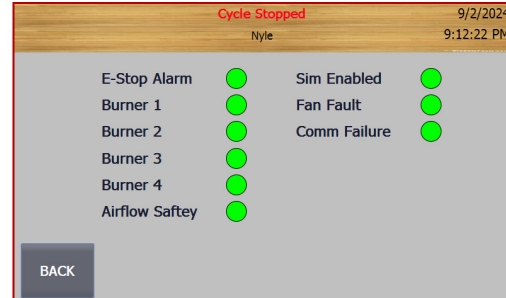 Cycle Stopped 9/2/2024
Nyle 9:12:22 PM
E-Stop Alarm Sim Enabled
Burner 1 Fan Fault
Burner 2 Comm Failure
Burner 3
Burner 4
Airflow Saftey
BACK